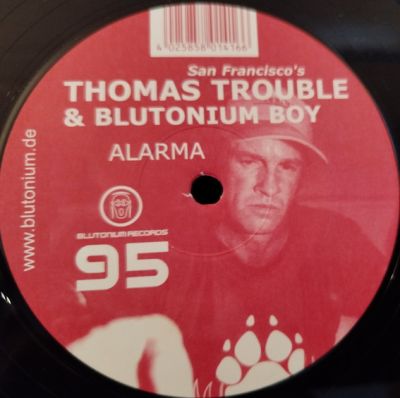 4 025858 014166
San Francisco's
THOMAS TROUBLE
& BLUTONIUM BOY
ALARMA
www.blutonium.de
BLUTONIUM RECORDS
95